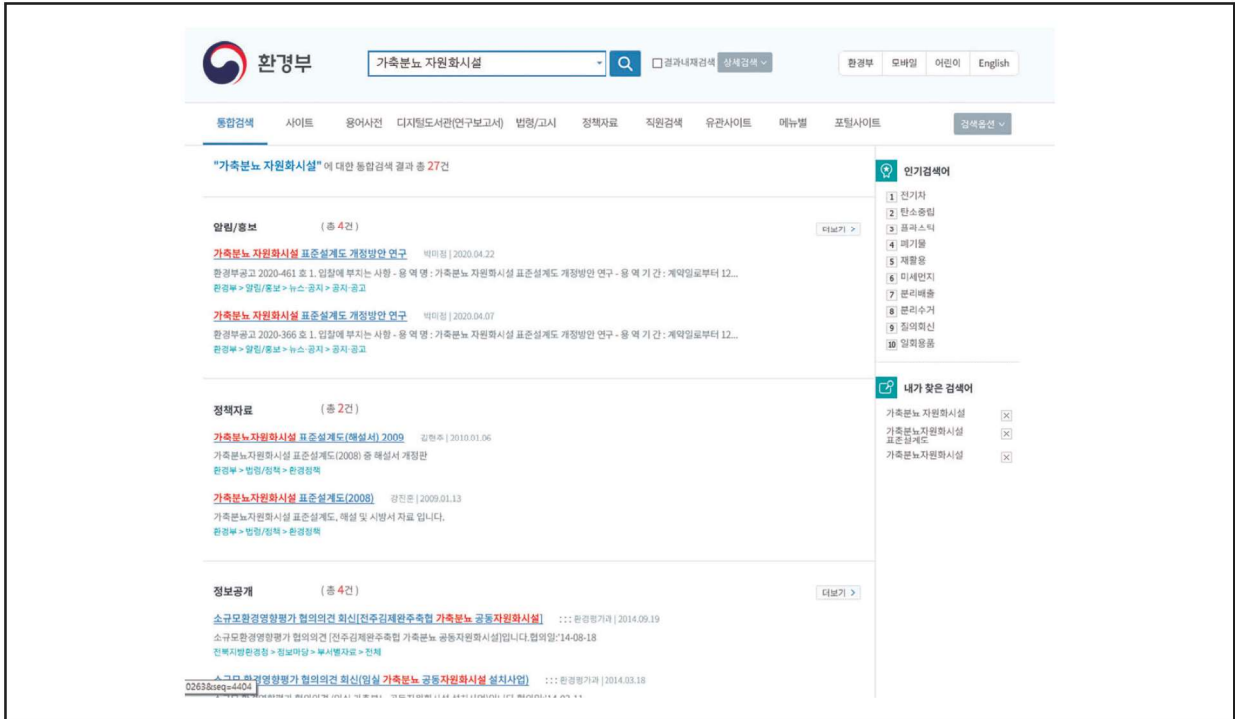 환경부
가축분뇨 자원화시설
결과내재검색 상세검색
환경부 모바일 어린이 English
통합검색 사이트 용어사전 디지털도서관(연구보고서) 법령/고시 정책자료 직원검색 유관사이트 메뉴별 포털사이트 검색옵션
"가축분뇨 자원화시설" 에 대한 통합검색 결과 총 27건
알림/홍보 ( 총 4건 ) 더보기 >
가축분뇨 자원화시설 표준설계도 개정방안 연구 박미정 | 2020.04.22
환경부공고 2020-461 호 1. 입찰에 부치는 사항 - 용 역 명 : 가축분뇨 자원화시설 표준설계도 개정방안 연구 - 용 역 기 간 : 계약일로부터 12...
환경부 > 알림/홍보 > 뉴스·공지 > 공지·공고
가축분뇨 자원화시설 표준설계도 개정방안 연구 박미정 | 2020.04.07
환경부공고 2020-366 호 1. 입찰에 부치는 사항 - 용 역 명 : 가축분뇨 자원화시설 표준설계도 개정방안 연구 - 용 역 기 간 : 계약일로부터 12...
환경부 > 알림/홍보 > 뉴스·공지 > 공지·공고
정책자료 ( 총 2건 )
가축분뇨자원화시설 표준설계도(해설서) 2009 김현주 | 2010.01.06
가축분뇨자원화시설 표준설계도(2008) 중 해설서 개정판
환경부 > 법령/정책 > 환경정책
가축분뇨자원화시설 표준설계도(2008) 강진훈 | 2009.01.13
가축분뇨자원화시설 표준설계도, 해설 및 시방서 자료 입니다.
환경부 > 법령/정책 > 환경정책
정보공개 ( 총 4건 ) 더보기 >
소규모환경영향평가 협의의견 회신[전주김제완주축협 가축분뇨 공동자원화시설] : : : 환경평가과 | 2014.09.19
소규모환경영향평가 협의의견 [전주김제완주축협 가축분뇨 공동자원화시설]입니다.협의일:'14-08-18
전북지방환경청 > 정보마당 > 부서별자료 > 전체
소규모 환경영향평가 협의의견 회신(임실 가축분뇨 공동자원화시설 설치사업) : : : 환경평가과 | 2014.03.18
0263&seq=4404
인기검색어
1 전기차
2 탄소중립
3 플라스틱
4 폐기물
5 재활용
6 미세먼지
7 분리배출
8 분리수거
9 질의회신
10 일회용품
내가 찾은 검색어
가축분뇨 자원화시설
가축분뇨자원화시설
표준설계도
가축분뇨자원화시설